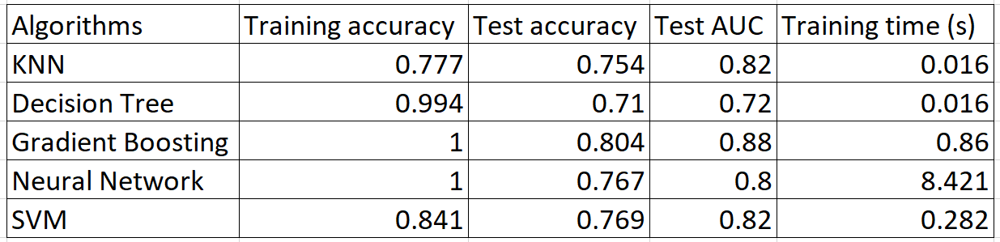 Algorithms Training accuracy Test accuracy Test AUC Training time (s)
KNN 0.777 0.754 0.82 0.016
Decision Tree 0.994 0.71 0.72 0.016
Gradient Boosting 1 0.804 0.88 0.86
Neural Network 1 0.767 0.8 8.421
SVM 0.841 0.769 0.82 0.282